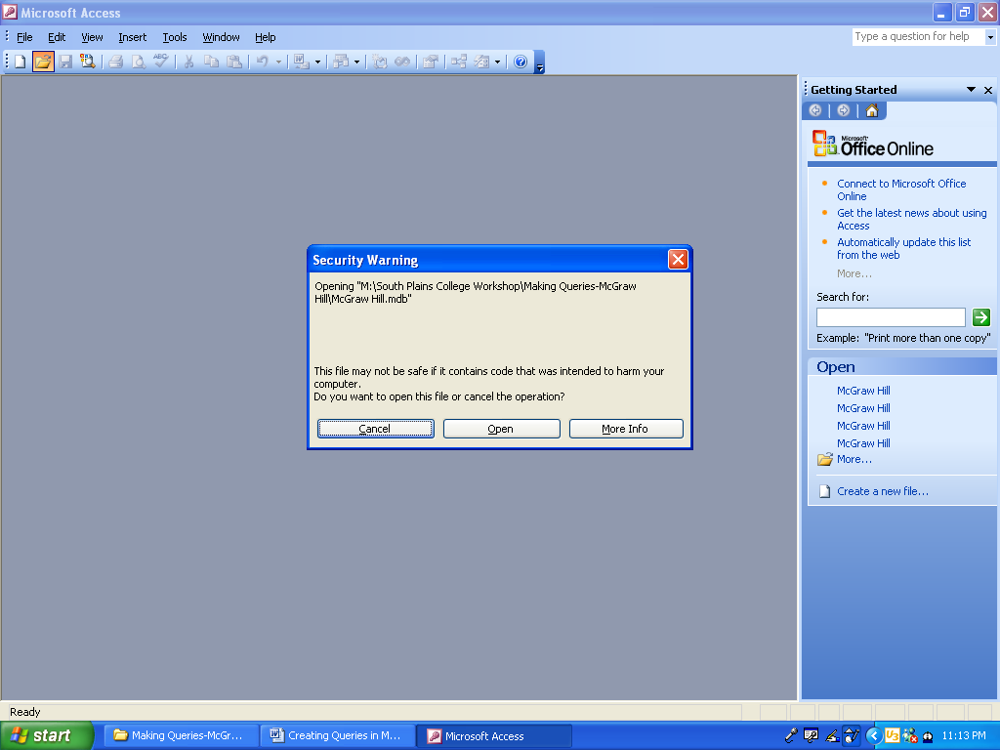 Microsoft Access
File Edit View Insert Tools Window Help
Type a question for help
Getting Started
Microsoft
Office Online
Connect to Microsoft Office
Online
Get the latest news about using
Access
Automatically update this list
from the web
More...
Search for:
Example: "Print more than one copy"
Open
McGraw Hill
McGraw Hill
McGraw Hill
McGraw Hill
More...
Create a new file...
Security Warning
Opening "M:\South Plains College Workshop\Making Queries-McGraw
Hill\McGraw Hill.mdb"
This file may not be safe if it contains code that was intended to harm your
computer.
Do you want to open this file or cancel the operation?
Cancel Open More Info
Ready
start Making Queries-McGr... Creating Queries in M... Microsoft Access U3 11:13 PM